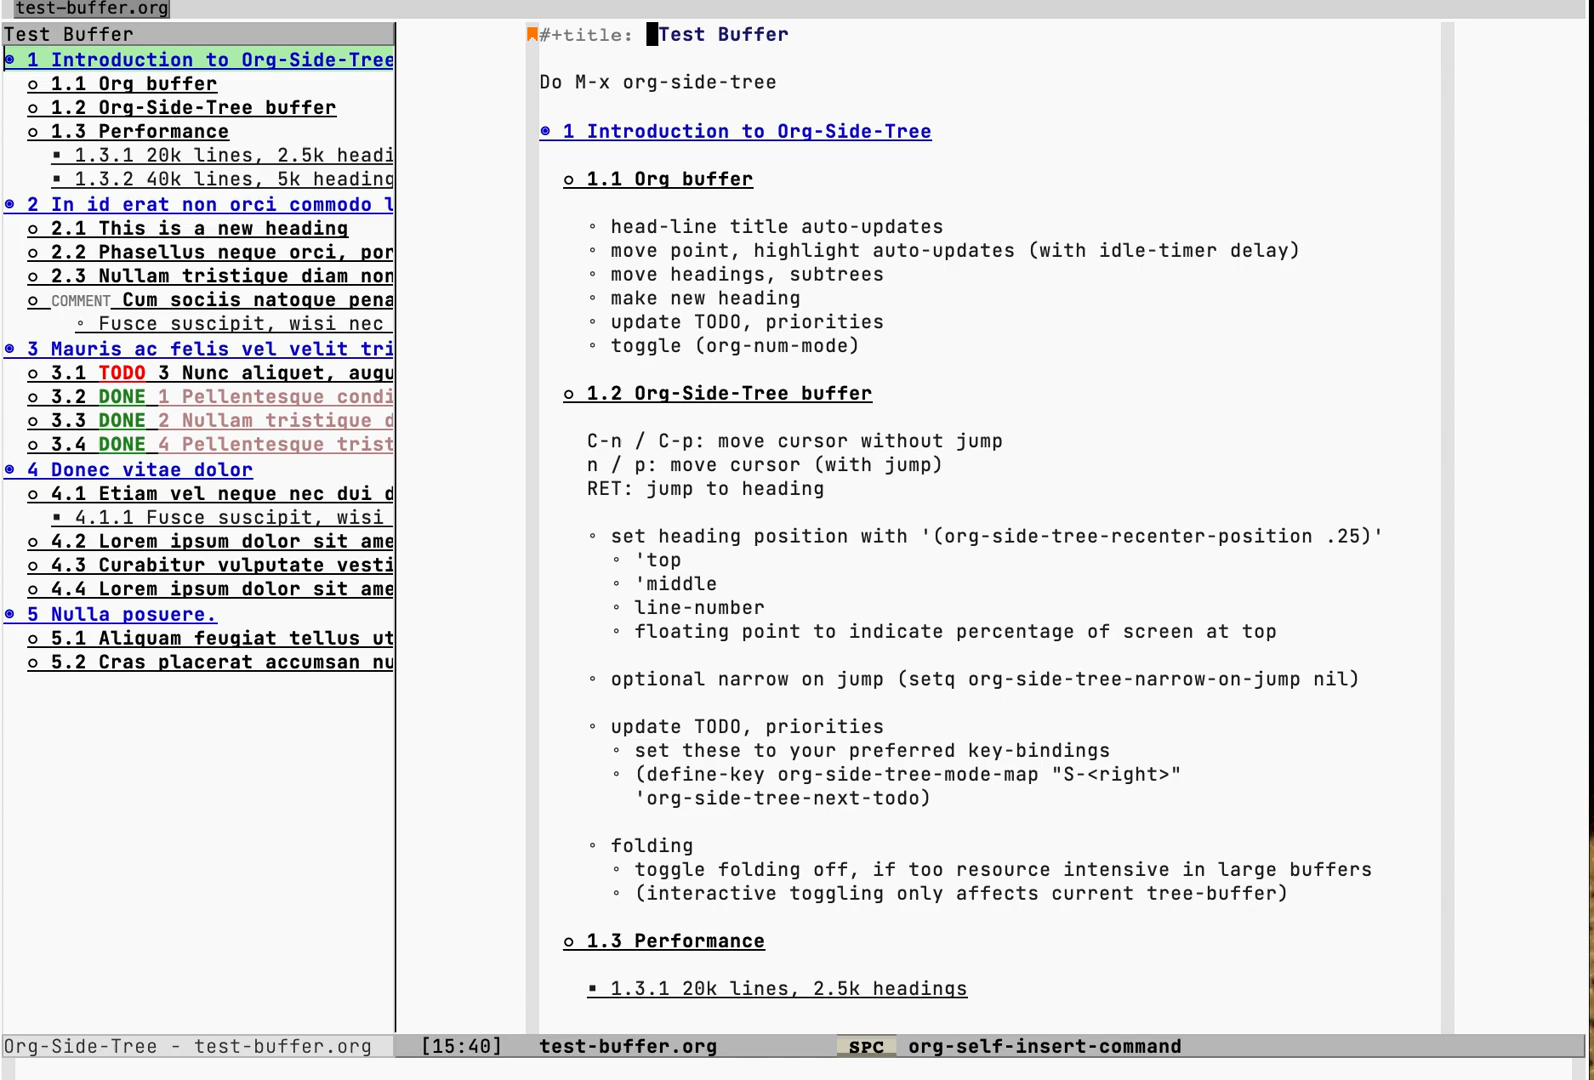 test-buffer.org
Test Buffer
1 Introduction to Org-Side-Tree
1.1 Org buffer
1.2 Org-Side-Tree buffer
1.3 Performance
1.3.1 20k lines, 2.5k headi
1.3.2 40k lines, 5k heading
2 In id erat non orci commodo l
2.1 This is a new heading
2.2 Phasellus neque orci, por
2.3 Nullam tristique diam non
COMMENT Cum sociis natoque pena
Fusce suscipit, wisi nec
3 Mauris ac felis vel velit tri
3.1 TODO 3 Nunc aliquet, augu
3.2 DONE 1 Pellentesque condi
3.3 DONE 2 Nullam tristique d
3.4 DONE 4 Pellentesque trist
4 Donec vitae dolor
4.1 Etiam vel neque nec dui d
4.1.1 Fusce suscipit, wisi
4.2 Lorem ipsum dolor sit ame
4.3 Curabitur vulputate vesti
4.4 Lorem ipsum dolor sit ame
5 Nulla posuere.
5.1 Aliquam feugiat tellus ut
5.2 Cras placerat accumsan nu
Org-Side-Tree - test-buffer.org
#+title: Test Buffer
Do M-x org-side-tree
1 Introduction to Org-Side-Tree
1.1 Org buffer
◦ head-line title auto-updates
◦ move point, highlight auto-updates (with idle-timer delay)
◦ move headings, subtrees
◦ make new heading
◦ update TODO, priorities
◦ toggle (org-num-mode)
1.2 Org-Side-Tree buffer
C-n / C-p: move cursor without jump
n / p: move cursor (with jump)
RET: jump to heading
◦ set heading position with '(org-side-tree-recenter-position .25)'
◦ 'top
◦ 'middle
◦ line-number
◦ floating point to indicate percentage of screen at top
◦ optional narrow on jump (setq org-side-tree-narrow-on-jump nil)
◦ update TODO, priorities
◦ set these to your preferred key-bindings
◦ (define-key org-side-tree-mode-map "S-<right>"
'org-side-tree-next-todo)
◦ folding
◦ toggle folding off, if too resource intensive in large buffers
◦ (interactive toggling only affects current tree-buffer)
1.3 Performance
1.3.1 20k lines, 2.5k headings
[15:40] test-buffer.org SPC org-self-insert-command